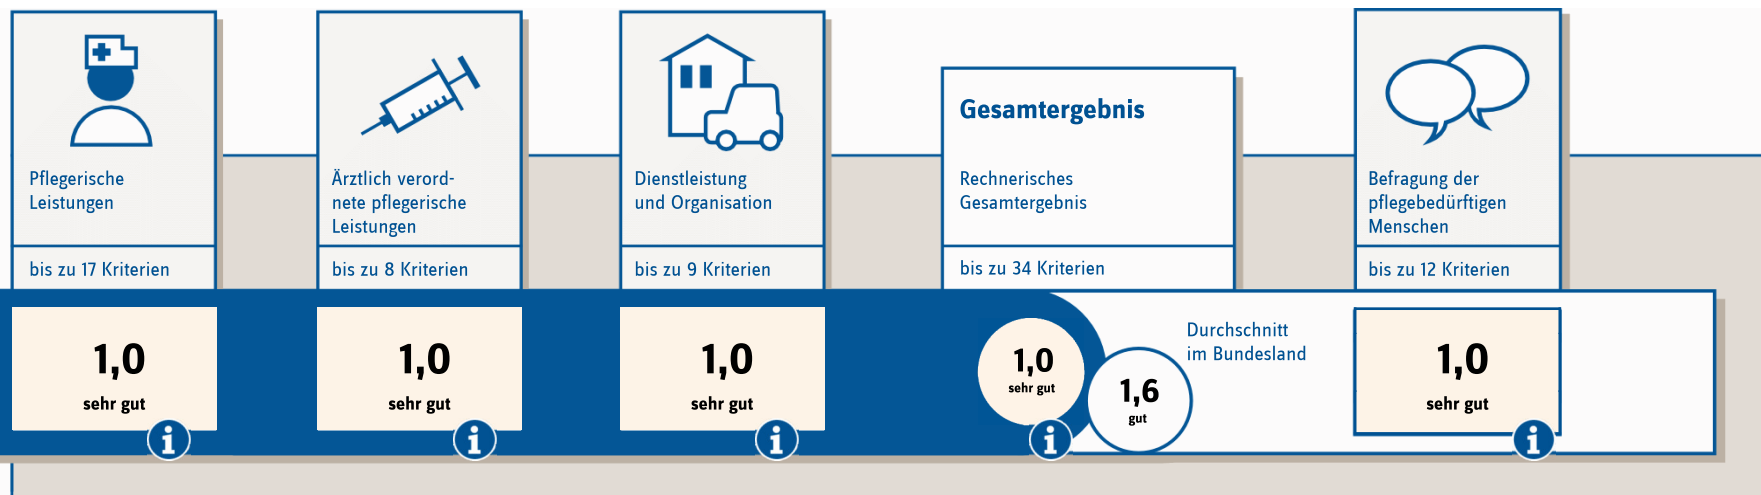 Pflegerische
Leistungen
bis zu 17 Kriterien
1,0
sehr gut
Ärztlich verord-
nete pflegerische
Leistungen
bis zu 8 Kriterien
1,0
sehr gut
Dienstleistung
und Organisation
bis zu 9 Kriterien
1,0
sehr gut
Gesamtergebnis
Rechnerisches
Gesamtergebnis
bis zu 34 Kriterien
1,0
sehr gut
1,6
gut
Durchschnitt
im Bundesland
Befragung der
pflegebedürftigen
Menschen
bis zu 12 Kriterien
1,0
sehr gut